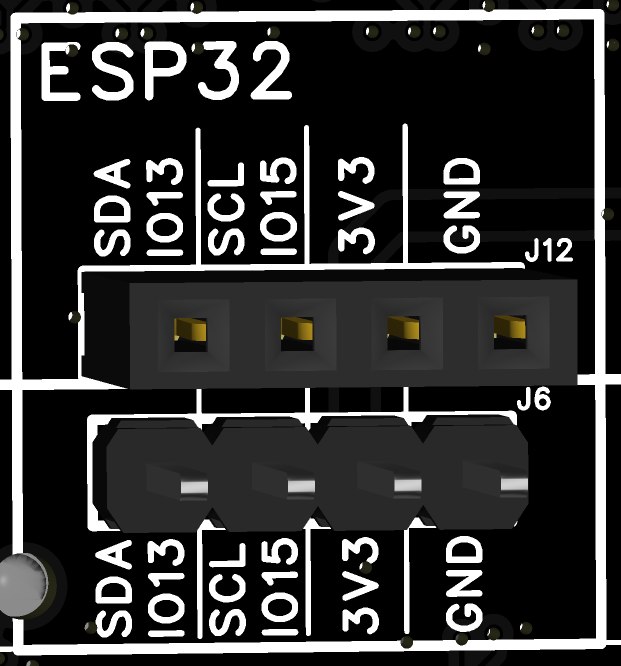 ESP32
SDA
IO13
SCL
IO15
3V3
GND
J12
J6
SDA
IO13
SCL
IO15
3V3
GND